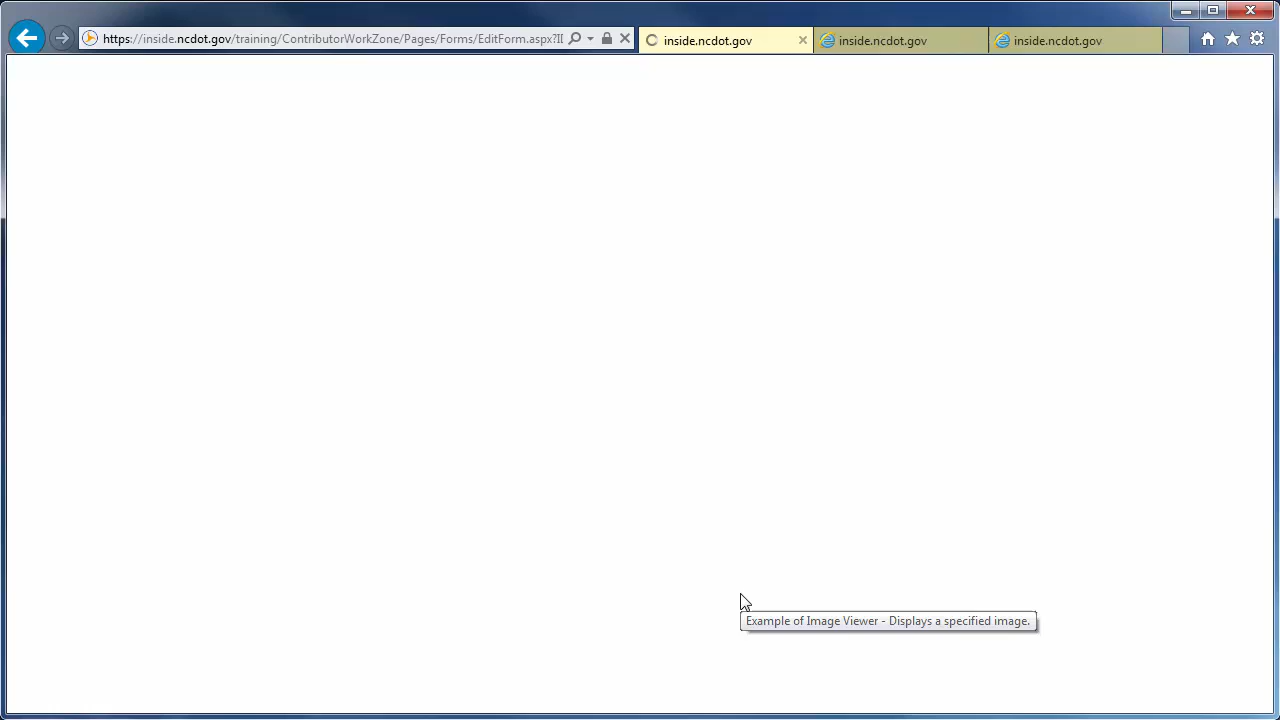 https://inside.ncdot.gov/training/ContributorWorkZone/Pages/Forms/EditForm.aspx?II
inside.ncdot.gov
inside.ncdot.gov
inside.ncdot.gov
Example of Image Viewer - Displays a specified image.